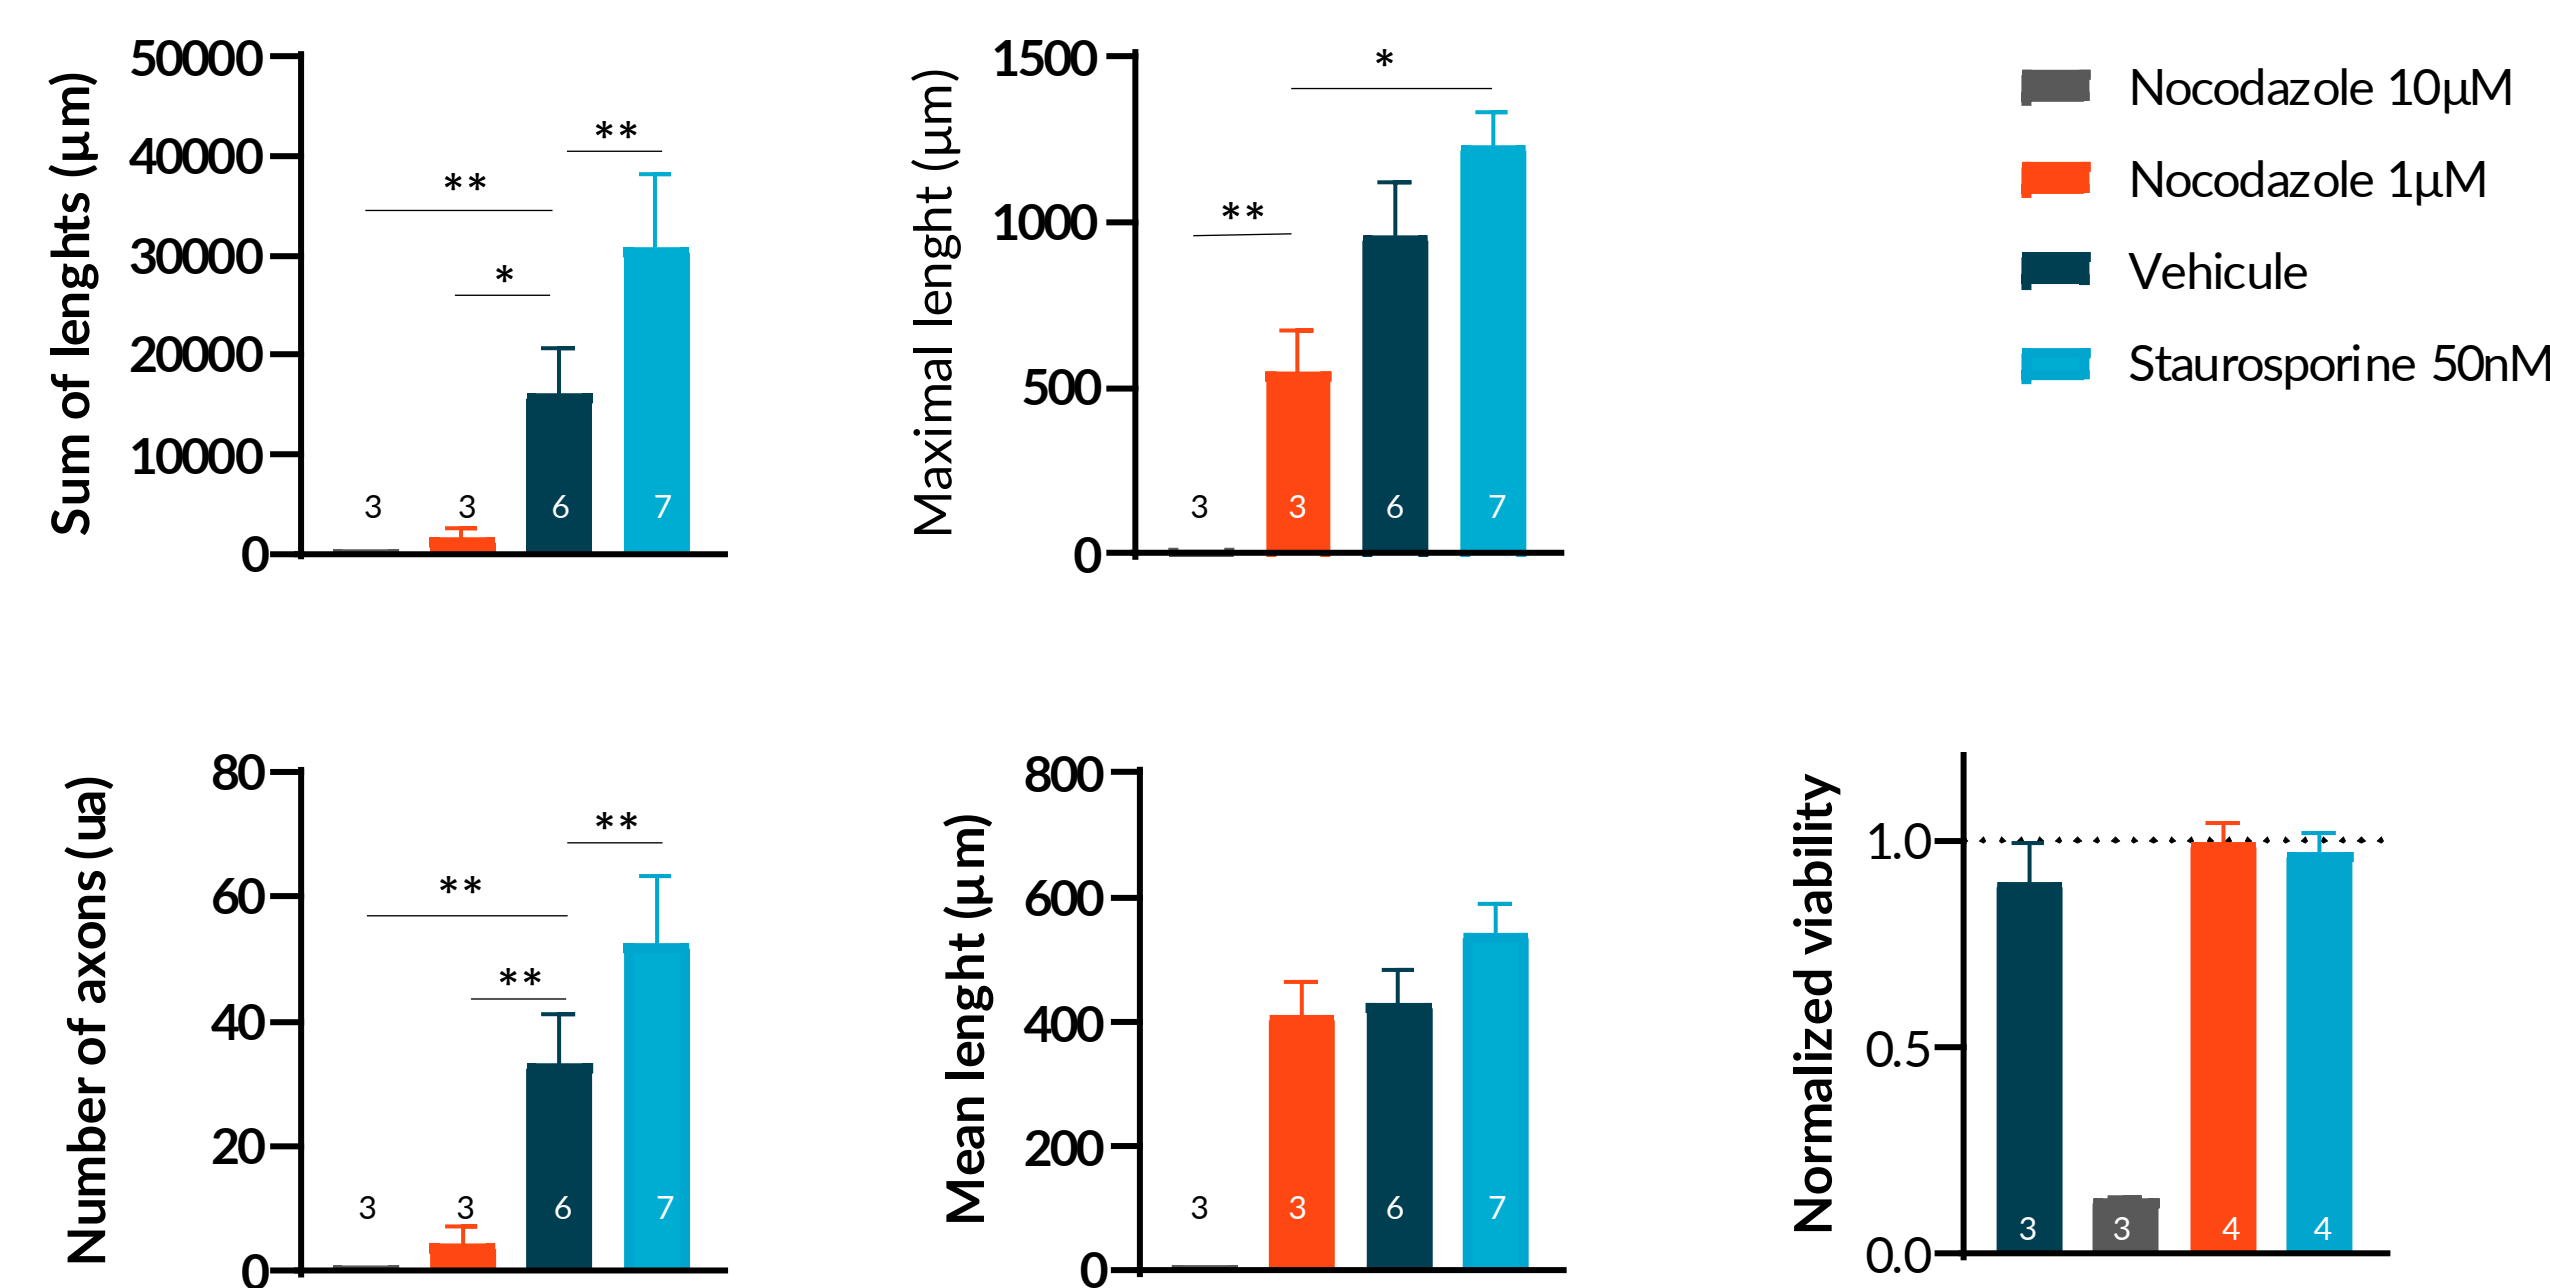 Sum of lenghts (µm)
50000
40000
30000
20000
10000
0
**
**
*
3 3 6 7
Maximal lenght (µm)
1500
1000
500
0
*
**
3 3 6 7
Nocodazole 10µM
Nocodazole 1µM
Vehicule
Staurosporine 50nM
Number of axons (ua)
80
60
40
20
0
**
**
**
3 3 6 7
Mean lenght (µm)
800
600
400
200
0
3 3 6 7
Normalized viability
1.0
0.5
0.0
3 3 4 4